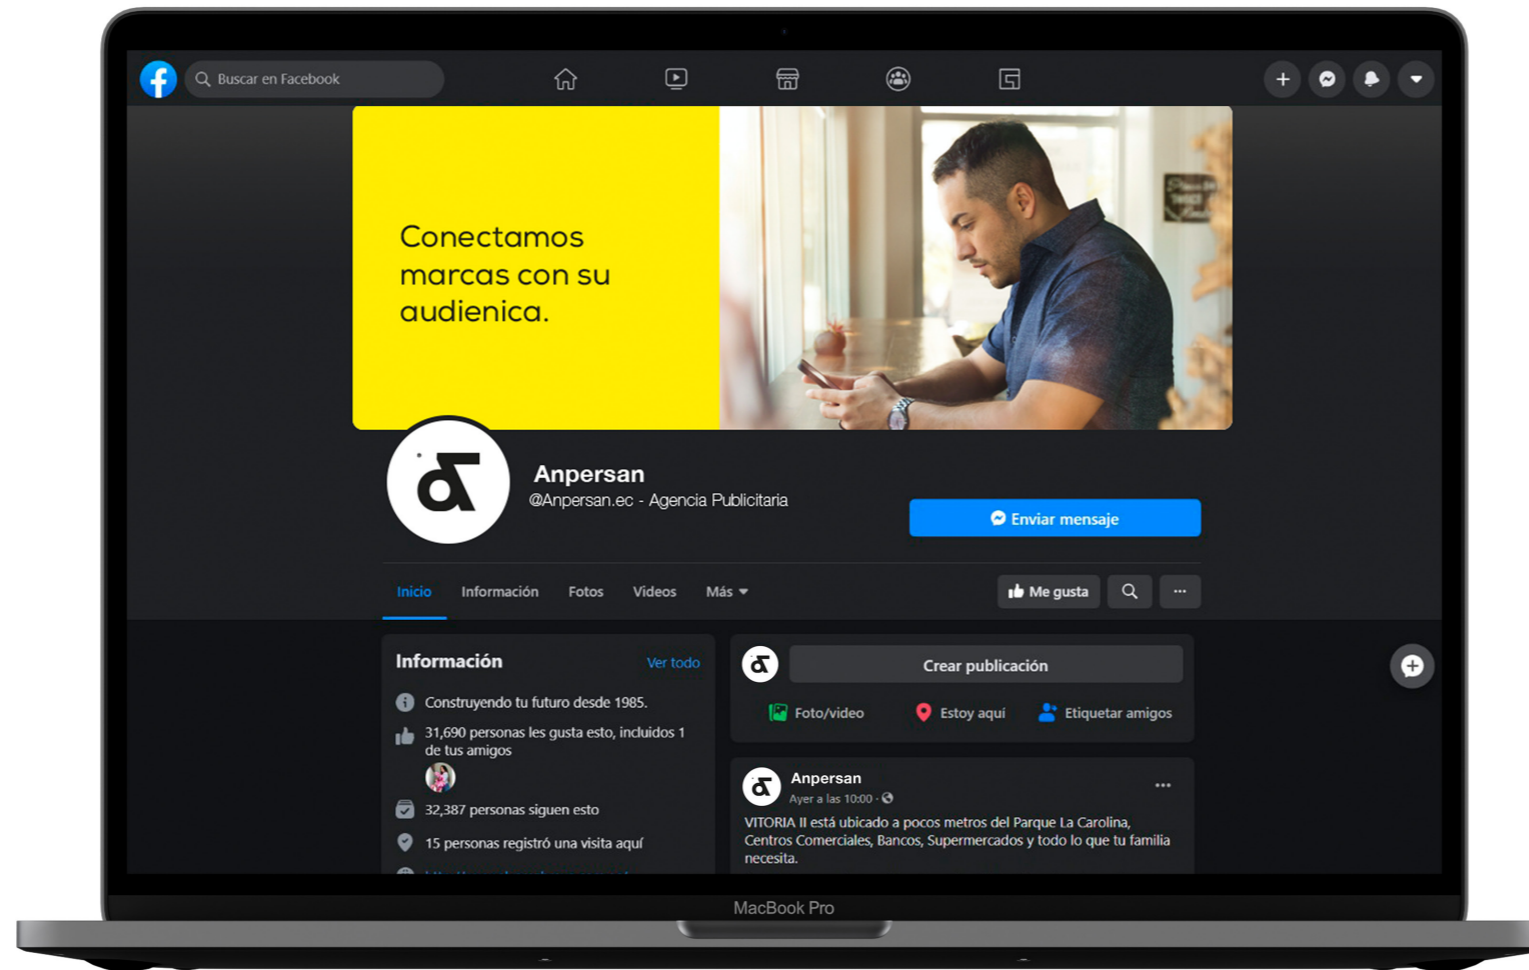 Buscar en Facebook
Conectamos
marcas con su
audienica.
Anpersan
@Anpersan.ec - Agencia Publicitaria
Enviar mensaje
Inicio Información Fotos Videos Más
Me gusta
Información Ver todo
Construyendo tu futuro desde 1985.
31,690 personas les gusta esto, incluidos 1
de tus amigos
32,387 personas siguen esto
15 personas registró una visita aquí
Crear publicación
Foto/video Estoy aquí Etiquetar amigos
Anpersan
Ayer a las 10:00 ·
VITORIA II está ubicado a pocos metros del Parque La Carolina,
Centros Comerciales, Bancos, Supermercados y todo lo que tu familia
necesita.
MacBook Pro